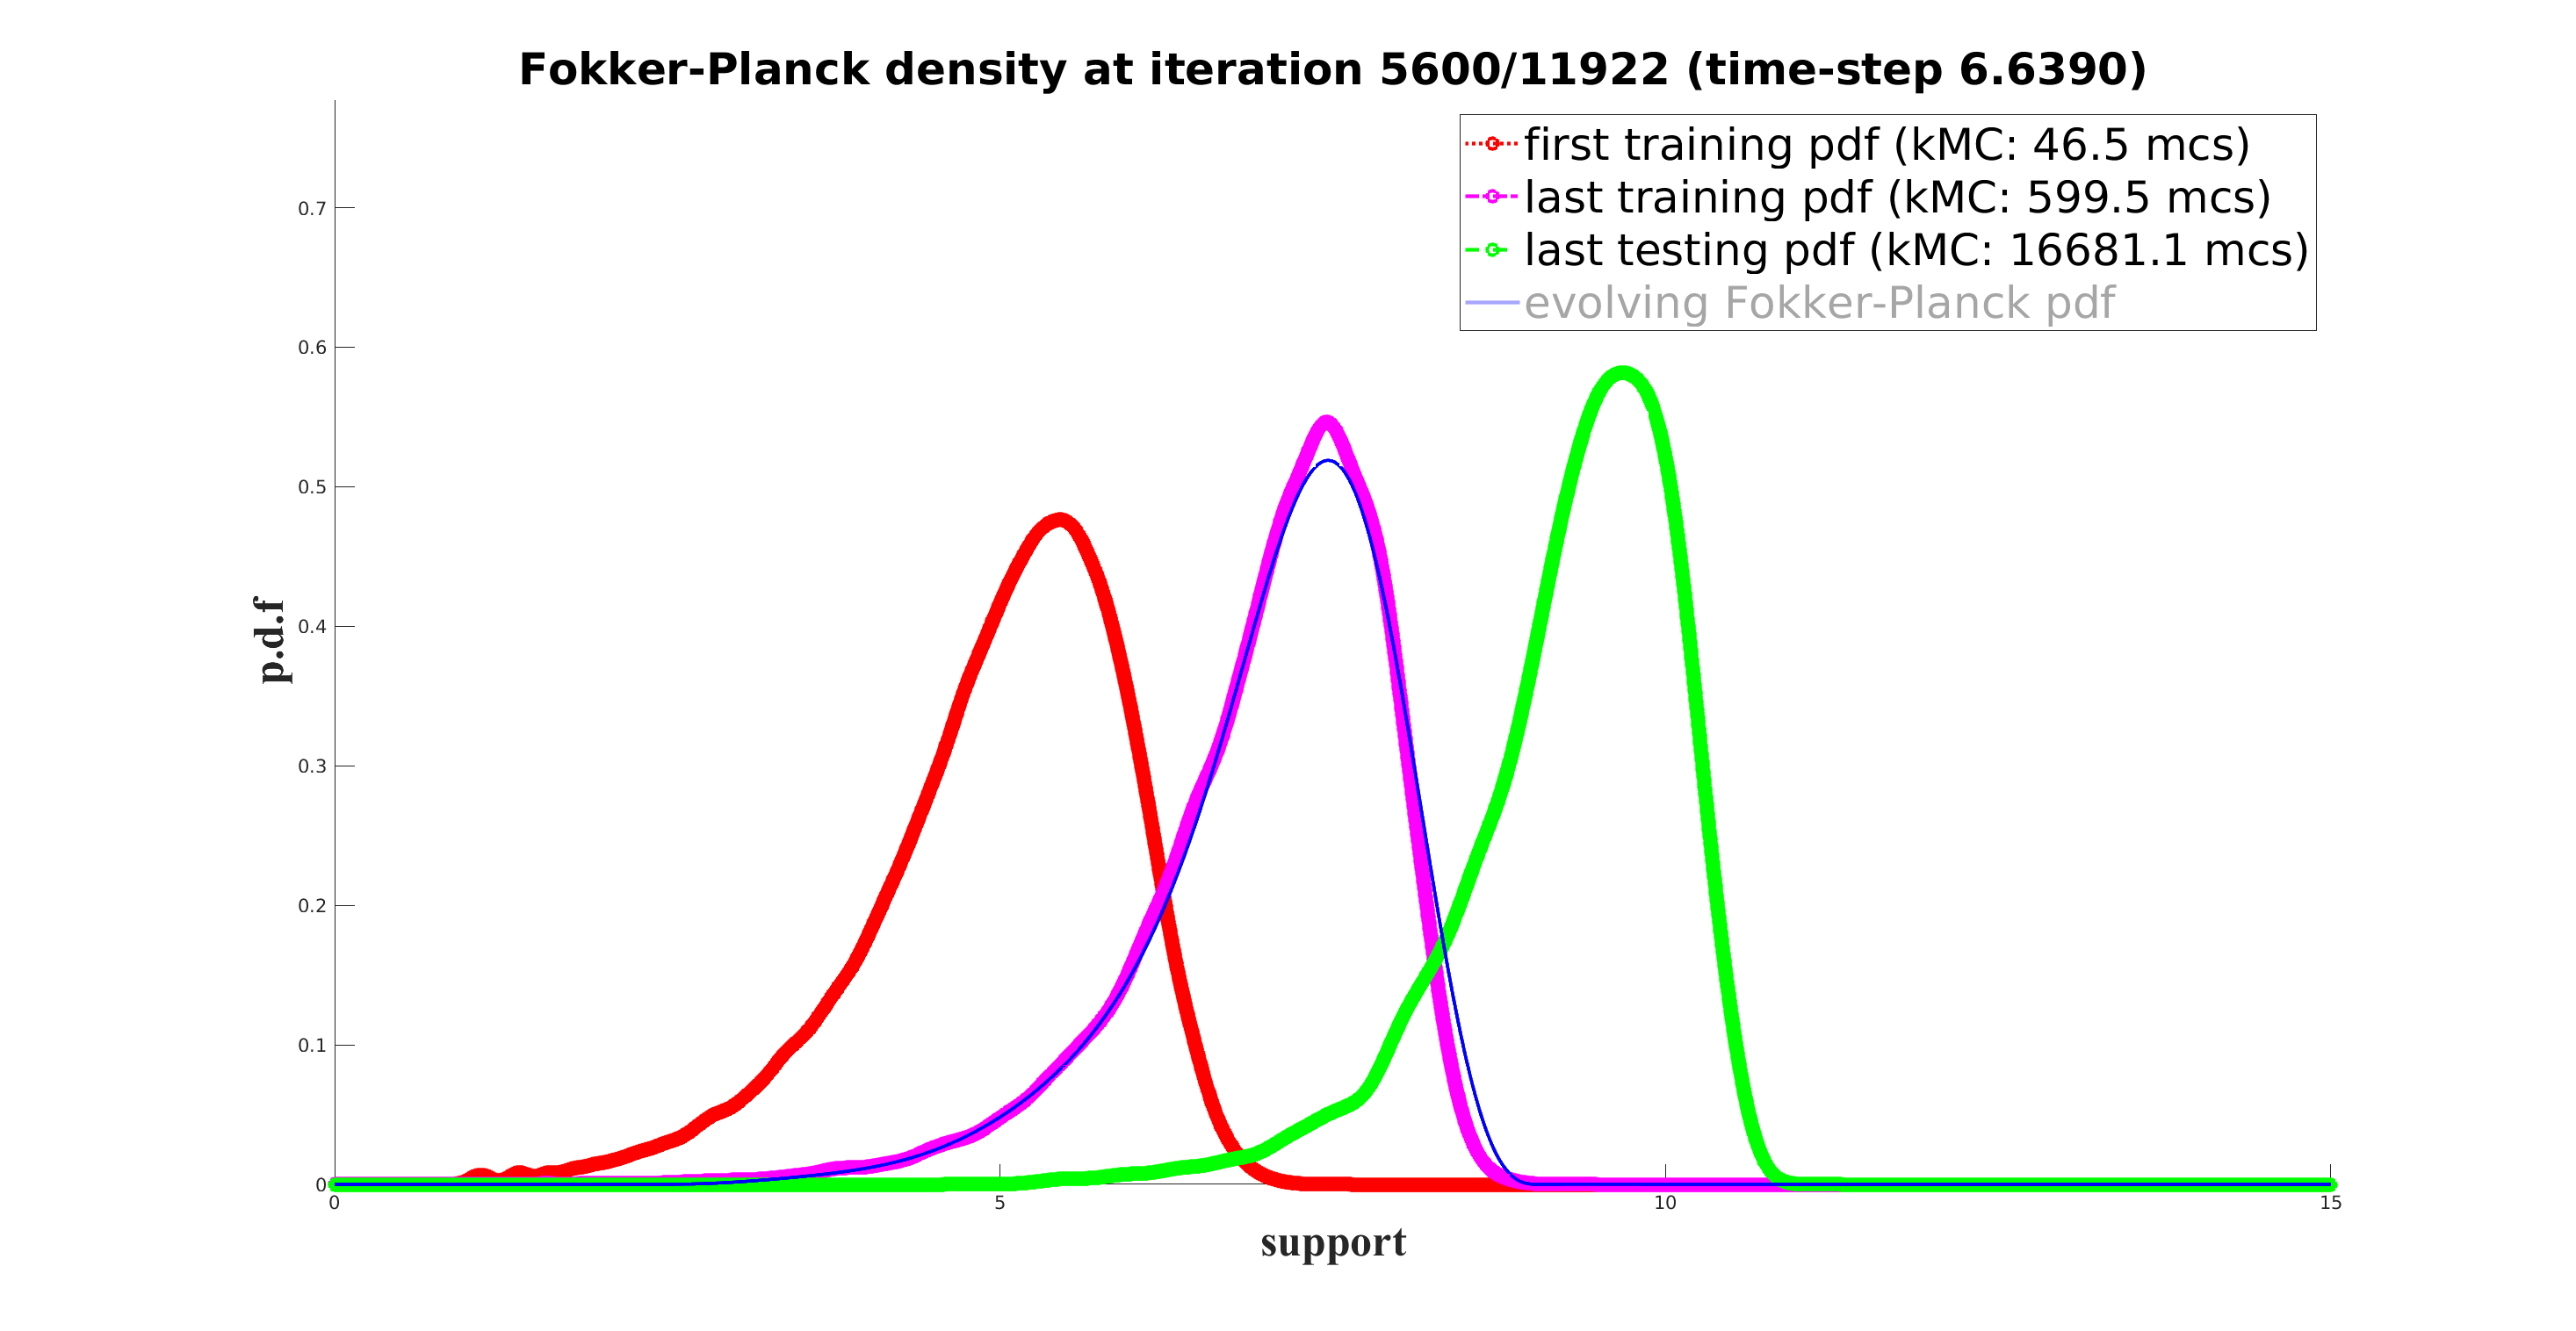 Fokker-Planck density at iteration 5600/11922 (time-step 6.6390)
first training pdf (kMC: 46.5 mcs)
last training pdf (kMC: 599.5 mcs)
last testing pdf (kMC: 16681.1 mcs)
evolving Fokker-Planck pdf
p.d.f
0.7
0.6
0.5
0.4
0.3
0.2
0.1
0
0 5 10 15
support